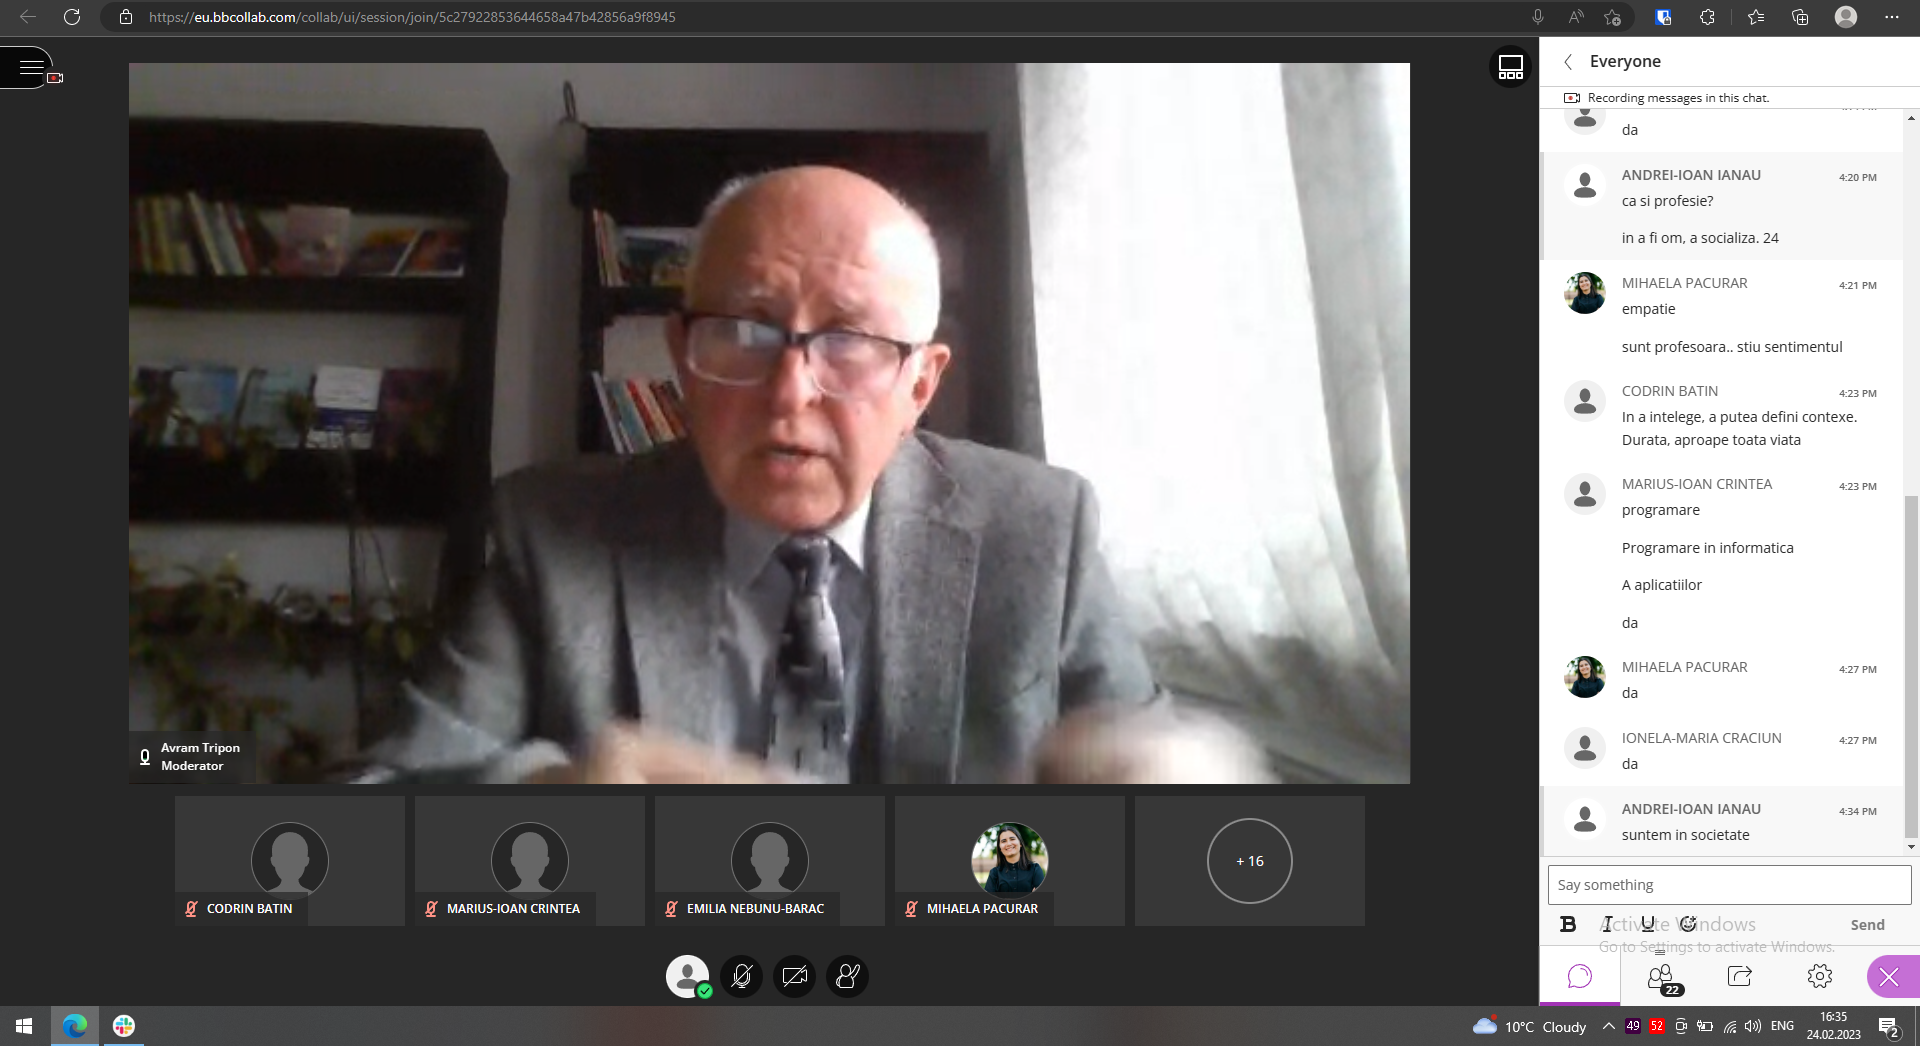 https://eu.bbcollab.com/collab/ui/session/join/5c27922853644658a47b42856a9f8945
Avram Tripon
Moderator
CODRIN BATIN
MARIUS-IOAN CRINTEA
EMILIA NEBUNU-BARAC
MIHAELA PACURAR
+ 16
Everyone
Recording messages in this chat.
da
ANDREI-IOAN IANAU 4:20 PM
ca si profesie?
in a fi om, a socializa. 24
MIHAELA PACURAR 4:21 PM
empatie
sunt profesoara.. stiu sentimentul
CODRIN BATIN 4:23 PM
In a intelege, a putea defini contexe.
Durata, aproape toata viata
MARIUS-IOAN CRINTEA 4:23 PM
programare
Programare in informatica
A aplicatiilor
da
MIHAELA PACURAR 4:27 PM
da
IONELA-MARIA CRACIUN 4:27 PM
da
ANDREI-IOAN IANAU 4:34 PM
suntem in societate
Say something
B I U Send
Activate Windows
Go to Settings to activate Windows.
22
10°C Cloudy 49 52 ENG 16:35
24.02.2023 2